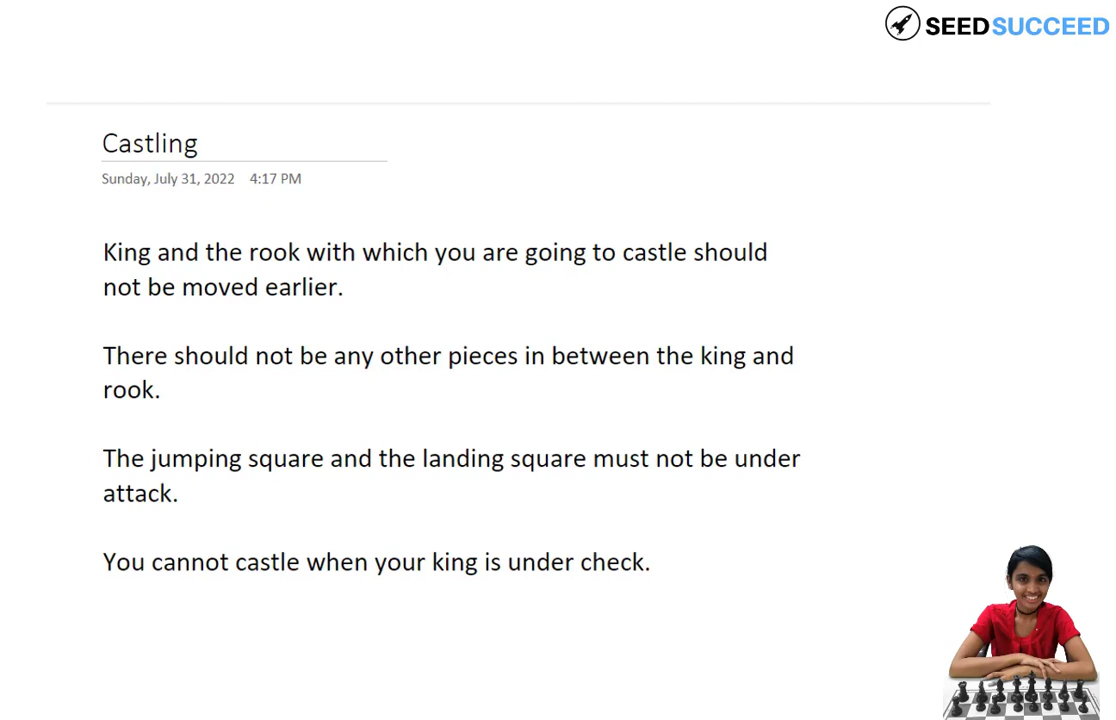 SEEDSUCCEED
Castling
Sunday, July 31, 2022 4:17 PM
King and the rook with which you are going to castle should
not be moved earlier.
There should not be any other pieces in between the king and
rook.
The jumping square and the landing square must not be under
attack.
You cannot castle when your king is under check.